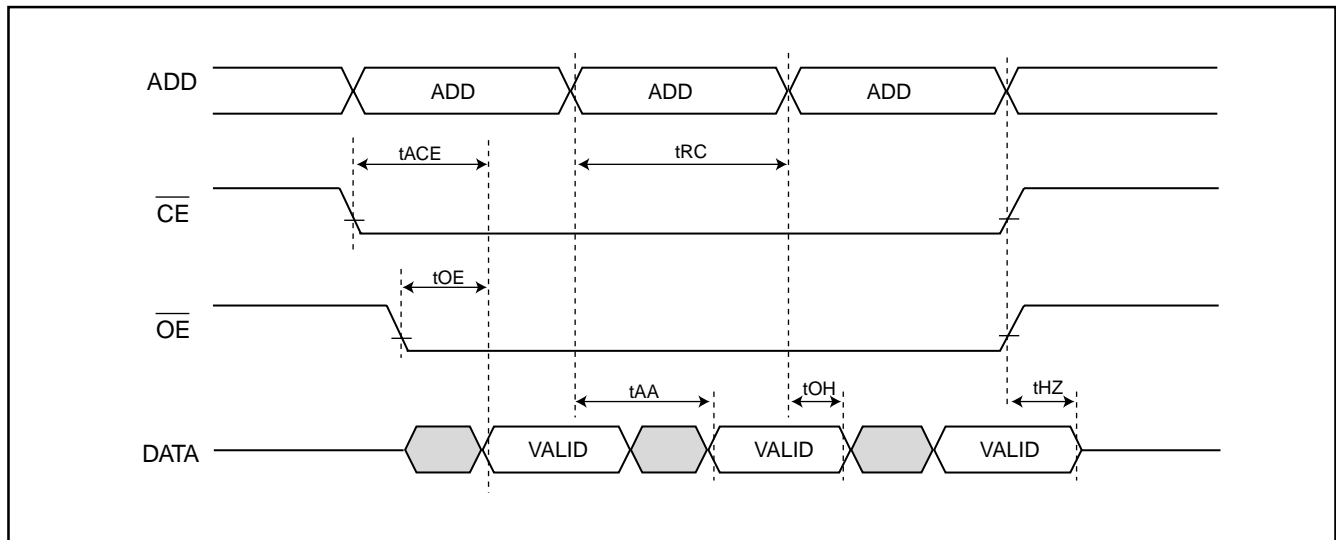 ADD ADD ADD ADD
tACE tRC
CE
tOE
OE
tAA tOH tHZ
DATA VALID VALID VALID